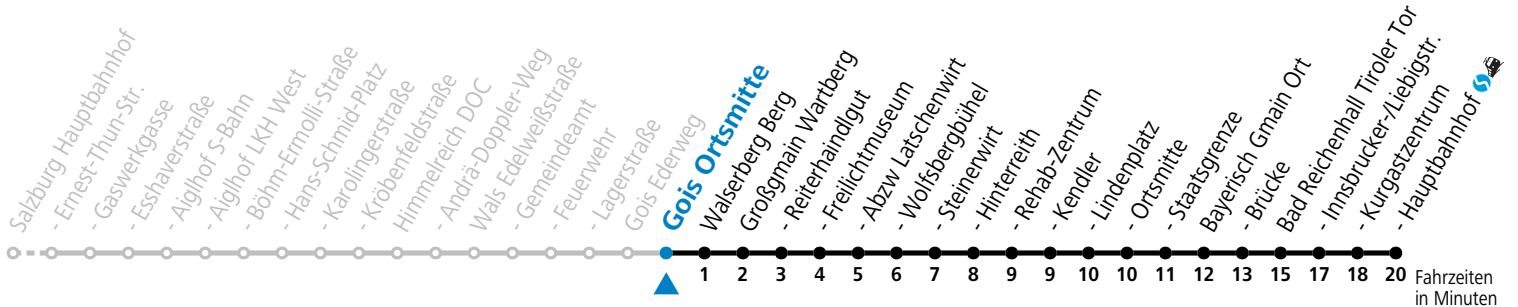 Salzburg Hauptbahnhof
- Ernest-Thun-Str.
- Gaswerkgasse
- Esshaverstraße
- Aiglhof S-Bahn
- Aiglhof LKH West
- Böhm-Ermolli-Straße
- Hans-Schmid-Platz
- Karolingerstraße
- Kröbenfeldstraße
Himmelreich DOC
- Andrä-Doppler-Weg
Wals Edelweißstraße
- Gemeindeamt
- Feuerwehr
- Lagerstraße
Gois Ederweg
Gois Ortsmitte
Walserberg Berg
Großgmain Wartberg
- Reiterhaindlgut
- Freilichtmuseum
- Abzw Latschenwirt
- Wolfsbergbühel
- Steinerwirt
- Hinterreith
- Rehab-Zentrum
- Kendler
- Lindenplatz
- Ortsmitte
- Staatsgrenze
Bayerisch Gmain Ort
- Brücke
Bad Reichenhall Tiroler Tor
- Innsbrucker-/Liebigstr.
- Kurgastzentrum
- Hauptbahnhof
1 2 3 4 5 6 7 8 9 9 10 10 11 12 13 15 17 18 20 Fahrzeiten
in Minuten